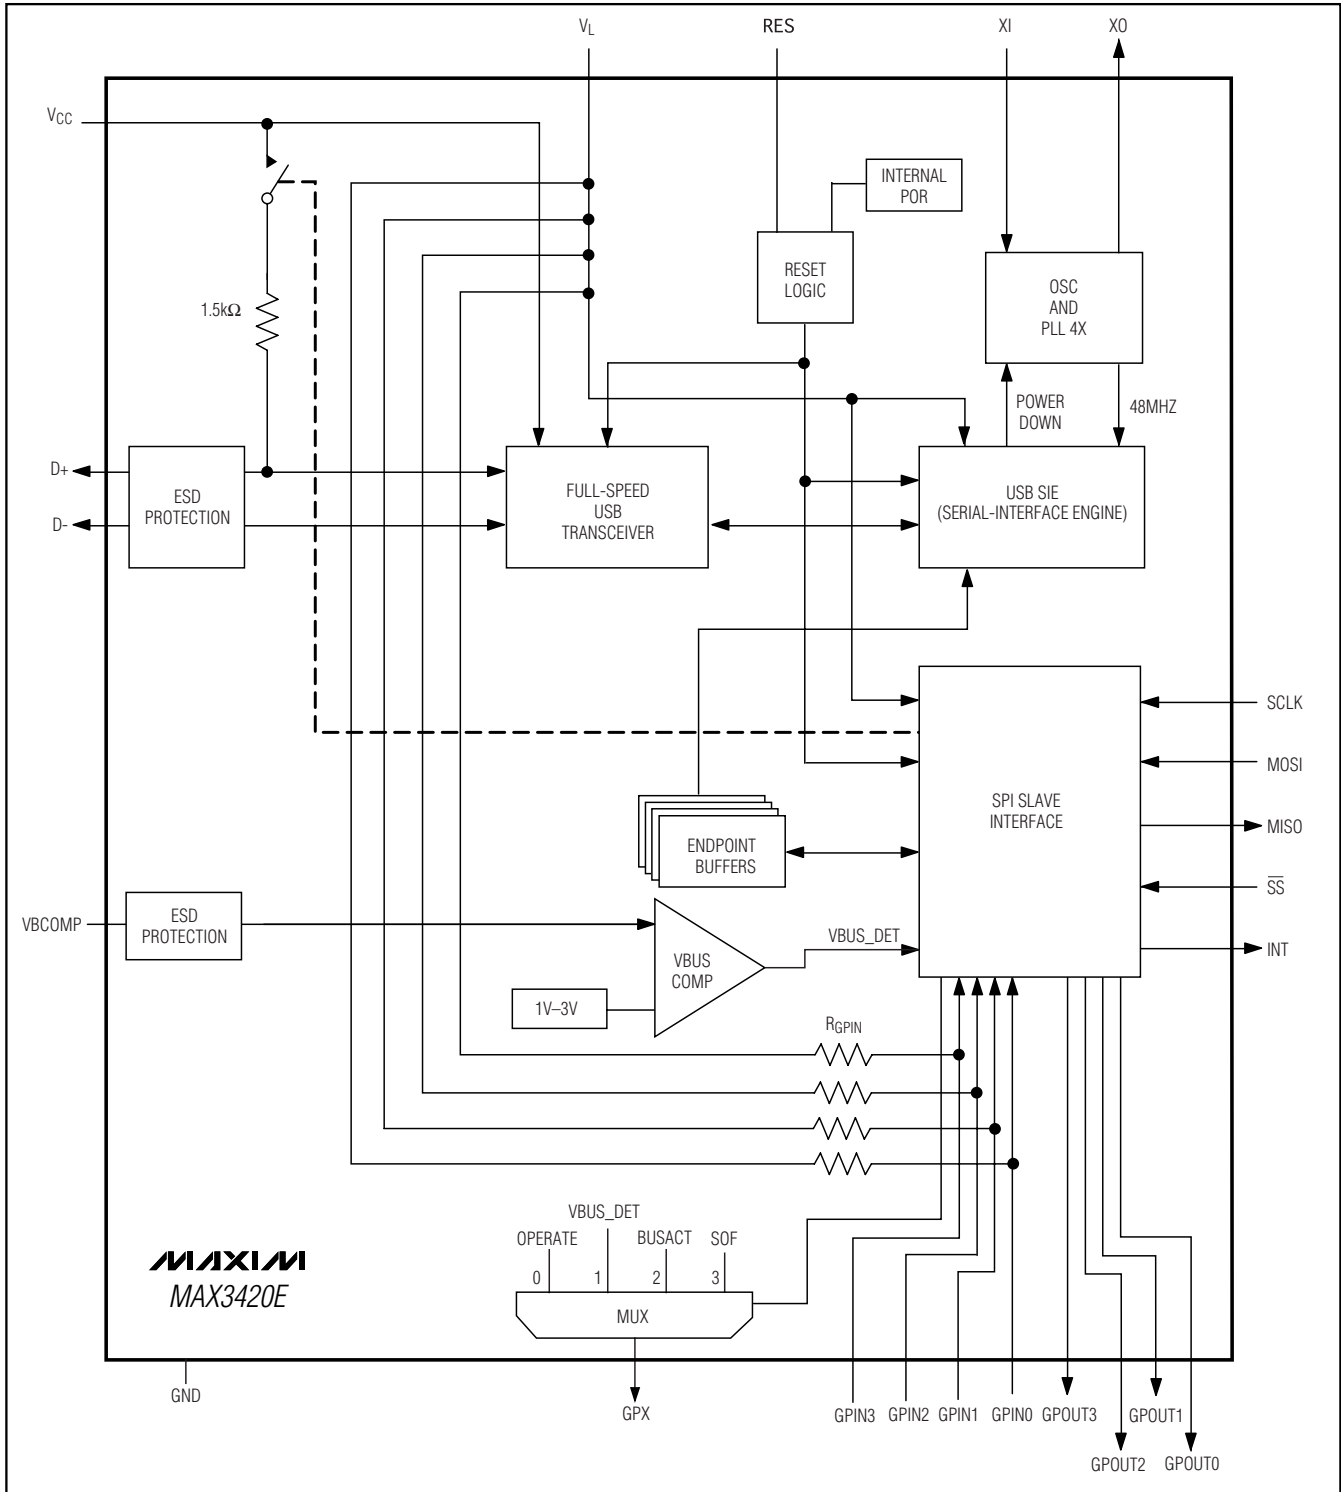 VL
RES
XI
XO
VCC
INTERNAL
POR
RESET
LOGIC
OSC
AND
PLL 4X
1.5kΩ
POWER
DOWN
48MHZ
D+
D-
ESD
PROTECTION
FULL-SPEED
USB
TRANSCEIVER
USB SIE
(SERIAL-INTERFACE ENGINE)
SCLK
MOSI
SPI SLAVE
INTERFACE
MISO
ENDPOINT
BUFFERS
SS
VBCOMP
ESD
PROTECTION
VBUS_DET
INT
VBUS
COMP
1V–3V
RGPIN
VBUS_DET
OPERATE
BUSACT
SOF
0
1
2
3
MUX
MAXIM
MAX3420E
GND
GPX
GPIN3
GPIN2
GPIN1
GPIN0
GPOUT3
GPOUT1
GPOUT2
GPOUT0